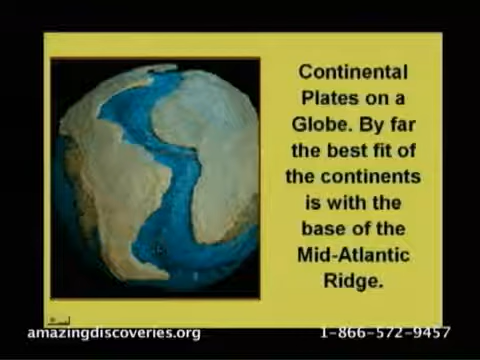 Continental
Plates on a
Globe. By far
the best fit of
the continents
is with the
base of the
Mid-Atlantic
Ridge.
amazingdiscoveries.org 1-866-572-9457